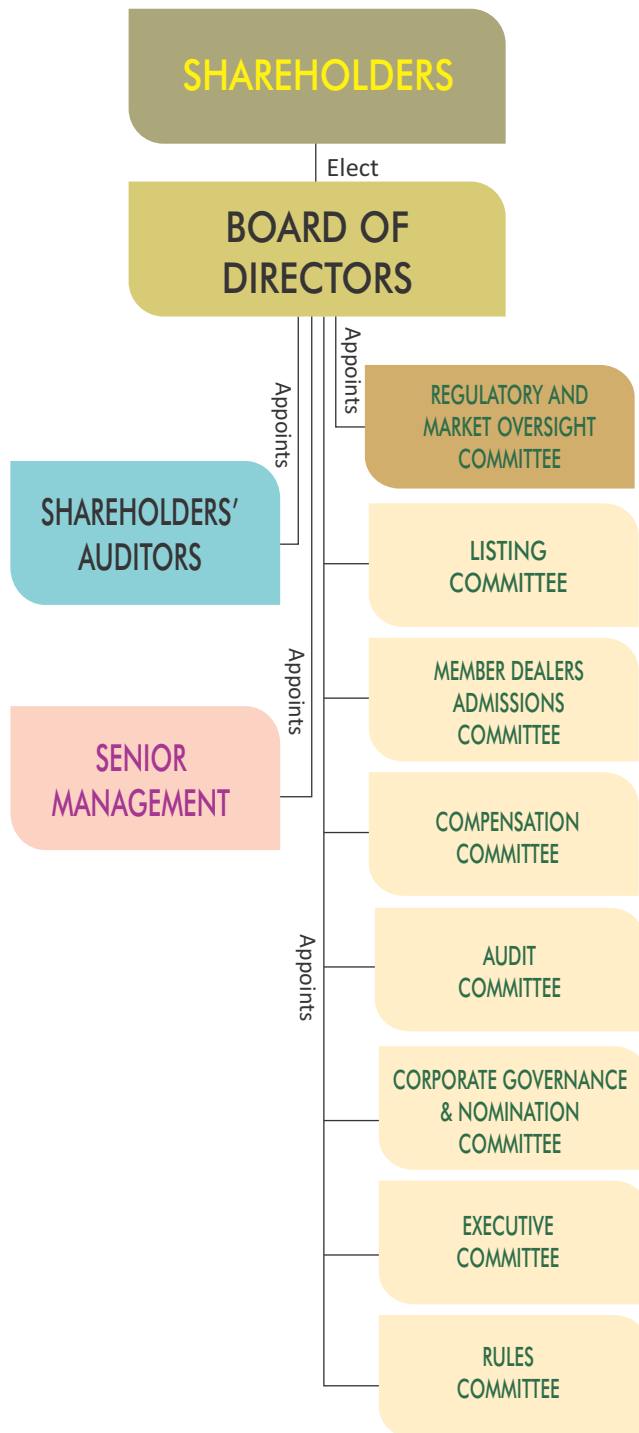 SHAREHOLDERS
Elect
BOARD OF
DIRECTORS
Appoints
REGULATORY AND
MARKET OVERSIGHT
COMMITTEE
Appoints
SHAREHOLDERS'
AUDITORS
LISTING
COMMITTEE
MEMBER DEALERS
ADMISSIONS
COMMITTEE
Appoints
SENIOR
MANAGEMENT
COMPENSATION
COMMITTEE
Appoints
AUDIT
COMMITTEE
CORPORATE GOVERNANCE
& NOMINATION
COMMITTEE
EXECUTIVE
COMMITTEE
RULES
COMMITTEE